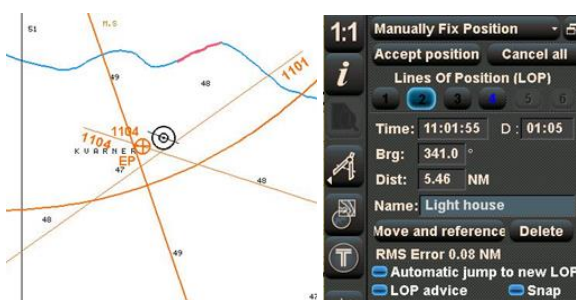 51
M.S
49
48
1101
1104
1104
KVARNER
EP
47
48
48
48
49
47
1:1
Manually Fix Position
Accept position Cancel all
Lines Of Position (LOP)
1 2 3 4 5 6
Time: 11:01:55 D : 01:05
Brg: 341.0 °
Dist: 5.46 NM
Name: Light house
Move and reference Delete
RMS Error 0.08 NM
Automatic jump to new LOP
LOP advice Snap
i
T